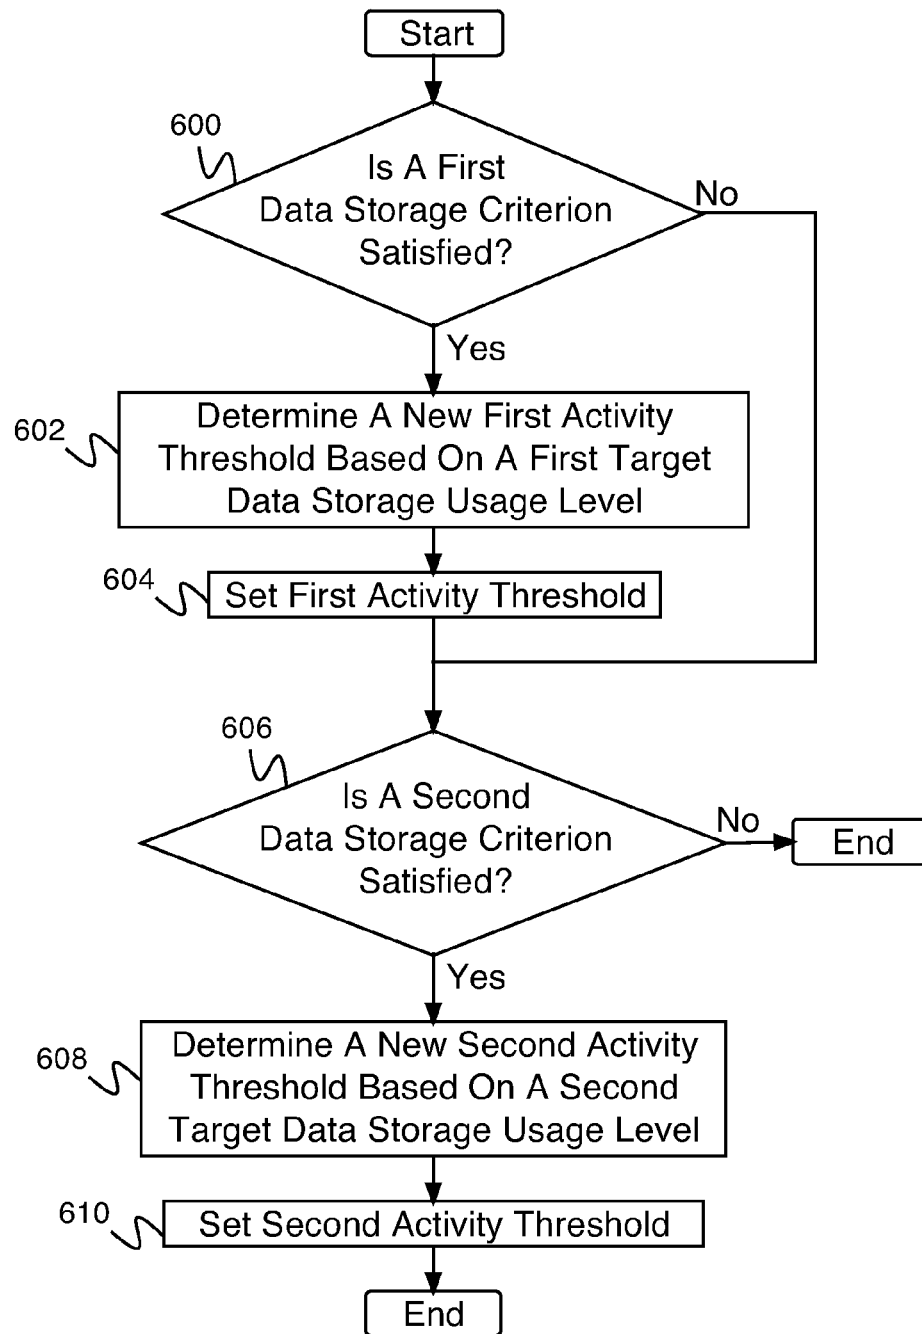 Start
600
Is A First
Data Storage Criterion
Satisfied?
No
Yes
602
Determine A New First Activity
Threshold Based On A First Target
Data Storage Usage Level
604
Set First Activity Threshold
606
Is A Second
Data Storage Criterion
Satisfied?
No
End
Yes
608
Determine A New Second Activity
Threshold Based On A Second
Target Data Storage Usage Level
610
Set Second Activity Threshold
End